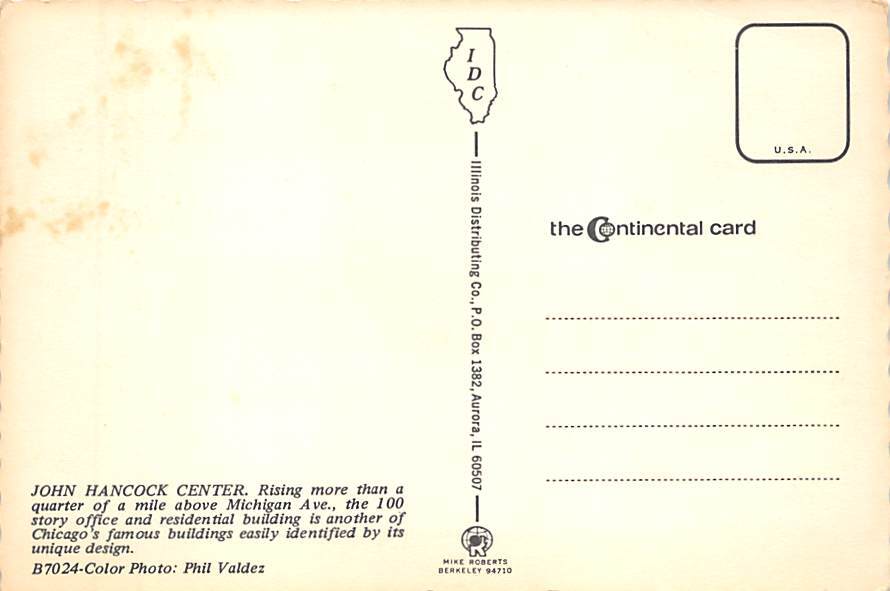 I
D
C
U.S.A.
Illinois Distributing Co., P.O. Box 1382, Aurora, IL 60507
the Continental card
JOHN HANCOCK CENTER. Rising more than a
quarter of a mile above Michigan Ave., the 100
story office and residential building is another of
Chicago's famous buildings easily identified by its
unique design.
B7024-Color Photo: Phil Valdez
MIKE ROBERTS
BERKELEY 94710